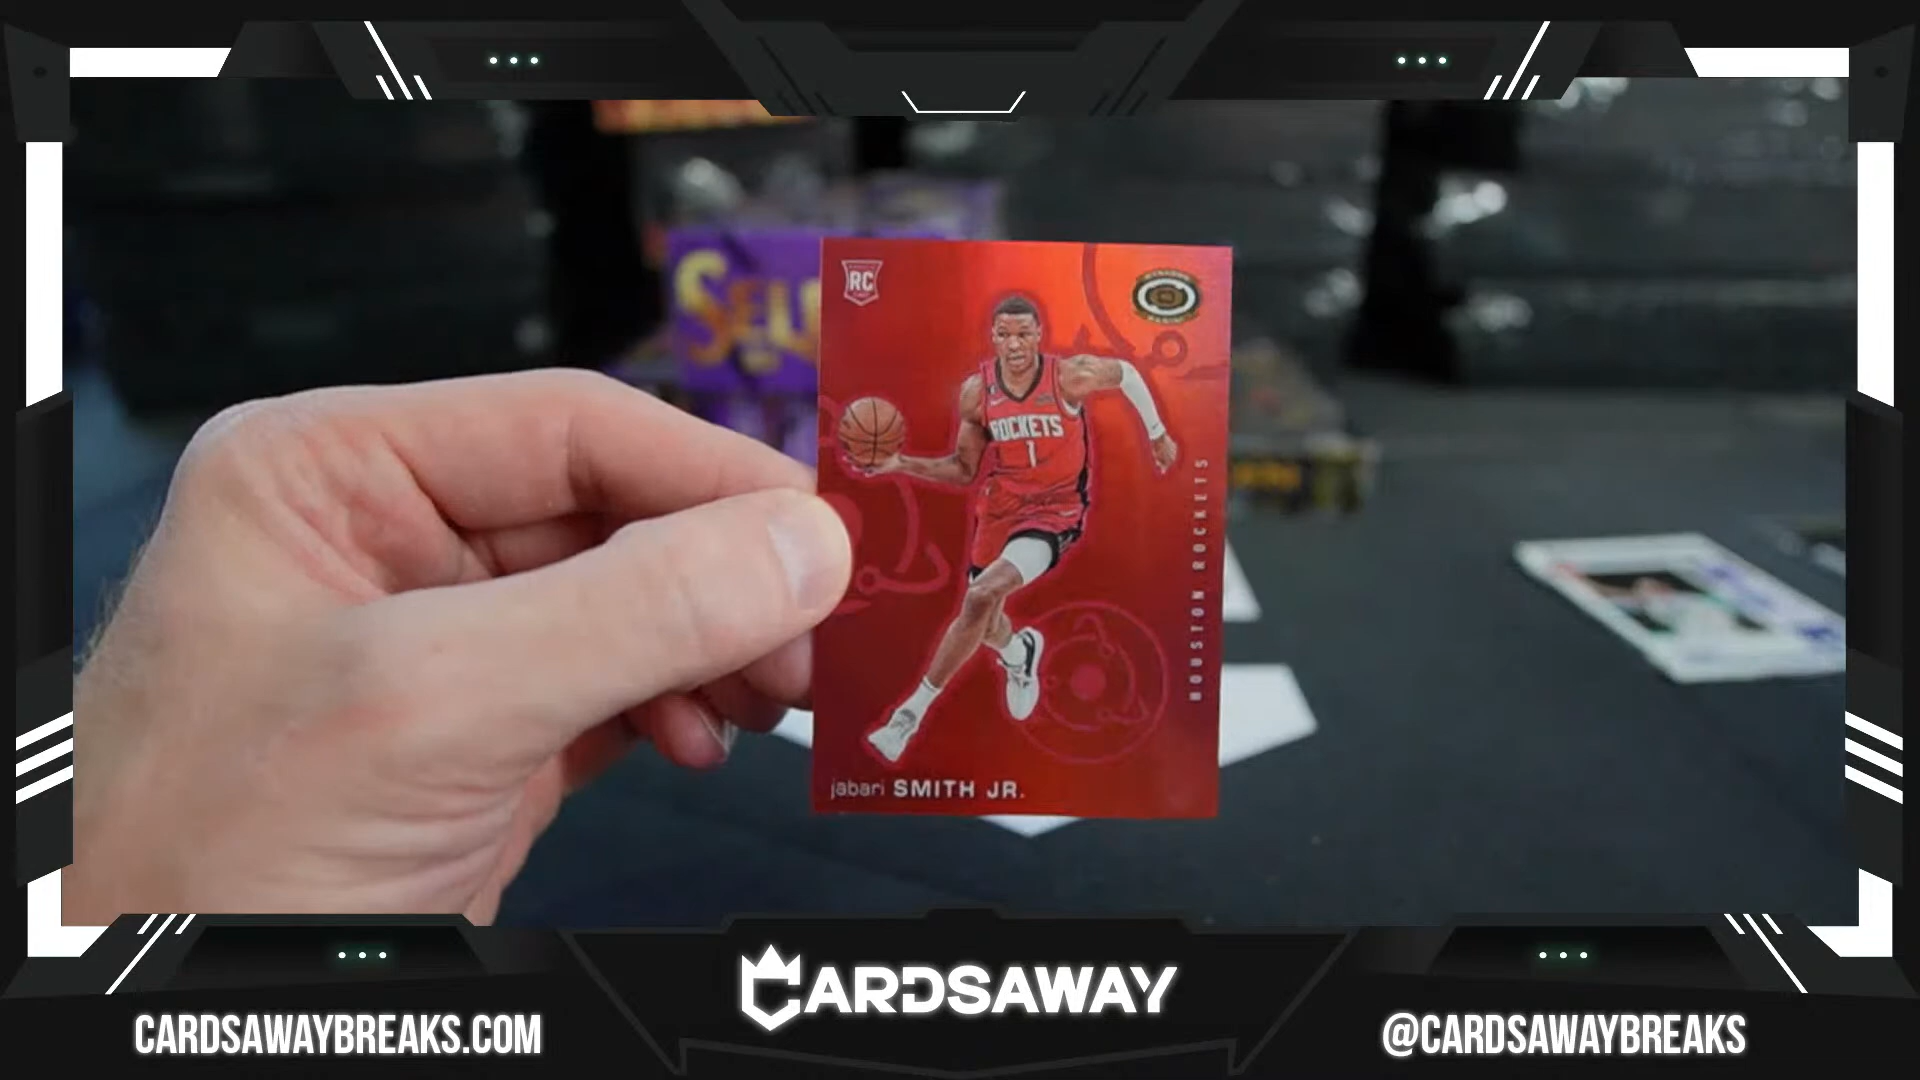 RC
ROCKETS
1
HOUSTON ROCKETS
jabari SMITH JR.
CARDSAWAY
CARDSAWAYBREAKS.COM
@CARDSAWAYBREAKS